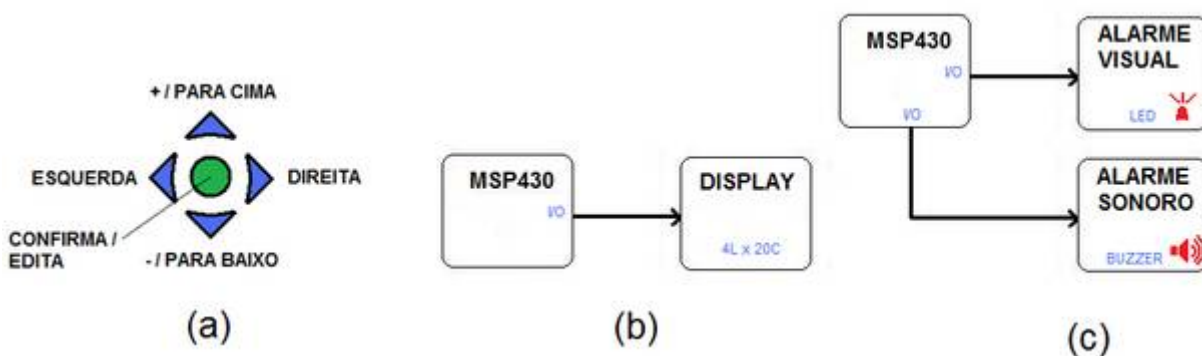 + / PARA CIMA
ESQUERDA
DIREITA
CONFIRMA /
EDITA
- / PARA BAIXO
(a)
MSP430
I/O
DISPLAY
4L x 20C
(b)
MSP430
I/O
I/O
ALARME
VISUAL
LED
ALARME
SONORO
BUZZER
(c)